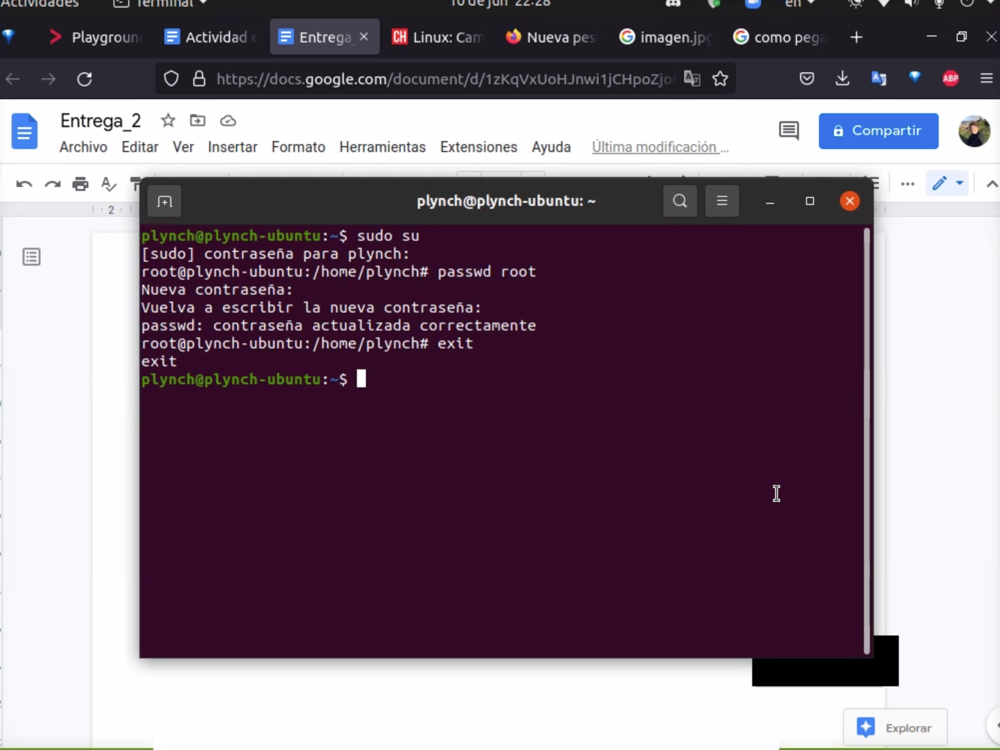 Actividades Terminal 10 de jun 22:28 en
Playground Actividad Entrega_ CH Linux: Cam Nueva pes imagen.jpg como pega
https://docs.google.com/document/d/1zKqVxUoHJnwi1jCHpoZjo ABP
Entrega_2
Compartir
Archivo Editar Ver Insertar Formato Herramientas Extensiones Ayuda Última modificación ...
2
plynch@plynch-ubuntu: ~
plynch@plynch-ubuntu:~$ sudo su
[sudo] contraseña para plynch:
root@plynch-ubuntu:/home/plynch# passwd root
Nueva contraseña:
Vuelva a escribir la nueva contraseña:
passwd: contraseña actualizada correctamente
root@plynch-ubuntu:/home/plynch# exit
exit
plynch@plynch-ubuntu:~$
Explorar